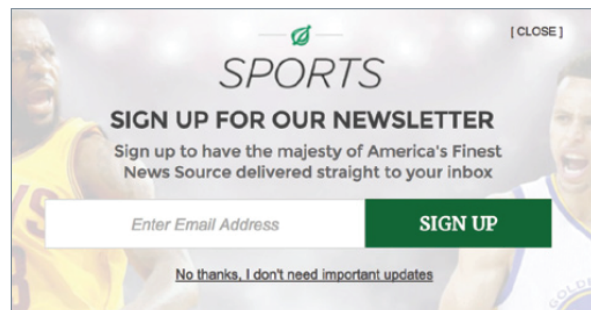 [ CLOSE ]
SPORTS
SIGN UP FOR OUR NEWSLETTER
Sign up to have the majesty of America's Finest
News Source delivered straight to your inbox
Enter Email Address
SIGN UP
No thanks, I don't need important updates